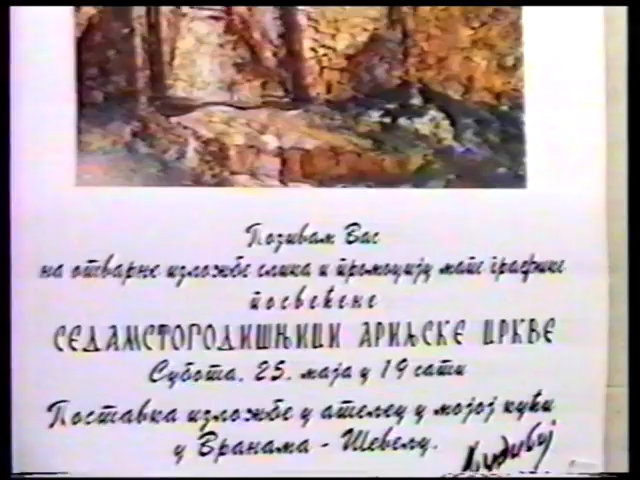 Позивам Вас
на отварње изложбе слика и промоцију мапе графике
посвећене
СЕДАМСТОГОДИШЊИЦИ АРИЉСКЕ ЦРКВЕ
Субота, 25. маја у 19 сати
Поставка изложбе у атељеу у мојој кући
у Вранама - Шевељу.